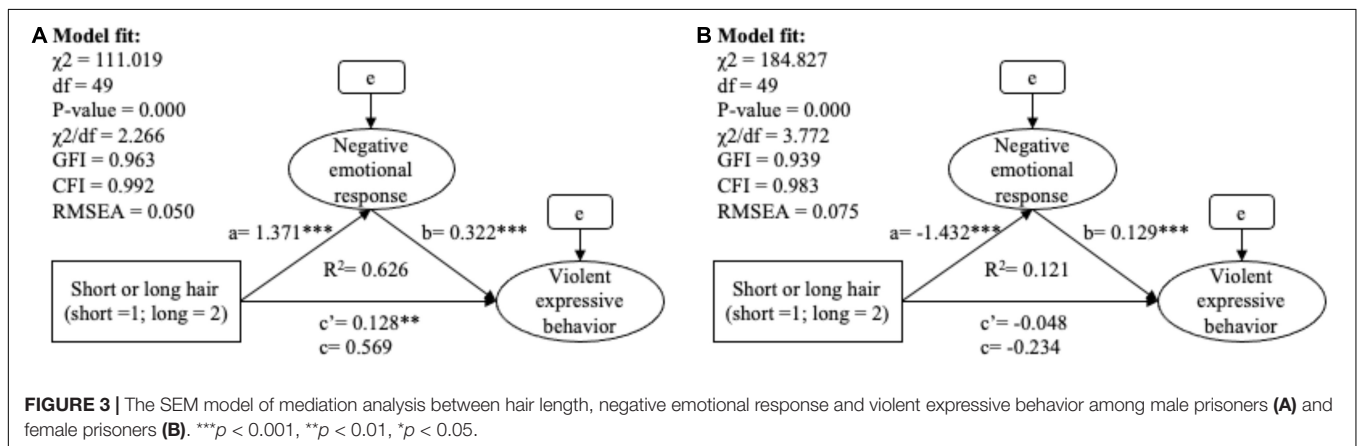 A Model fit:
χ2 = 111.019
df = 49
P-value = 0.000
χ2/df = 2.266
GFI = 0.963
CFI = 0.992
RMSEA = 0.050
e
Negative
emotional
response
e
a= 1.371***
b= 0.322***
R²= 0.626
Short or long hair
(short =1; long = 2)
Violent
expressive
behavior
c’= 0.128**
c= 0.569
B Model fit:
χ2 = 184.827
df = 49
P-value = 0.000
χ2/df = 3.772
GFI = 0.939
CFI = 0.983
RMSEA = 0.075
e
Negative
emotional
response
e
a= -1.432***
b= 0.129***
R²= 0.121
Short or long hair
(short =1; long = 2)
Violent
expressive
behavior
c’= -0.048
c= -0.234
FIGURE 3 | The SEM model of mediation analysis between hair length, negative emotional response and violent expressive behavior among male prisoners (A) and
female prisoners (B). ***p < 0.001, **p < 0.01, *p < 0.05.